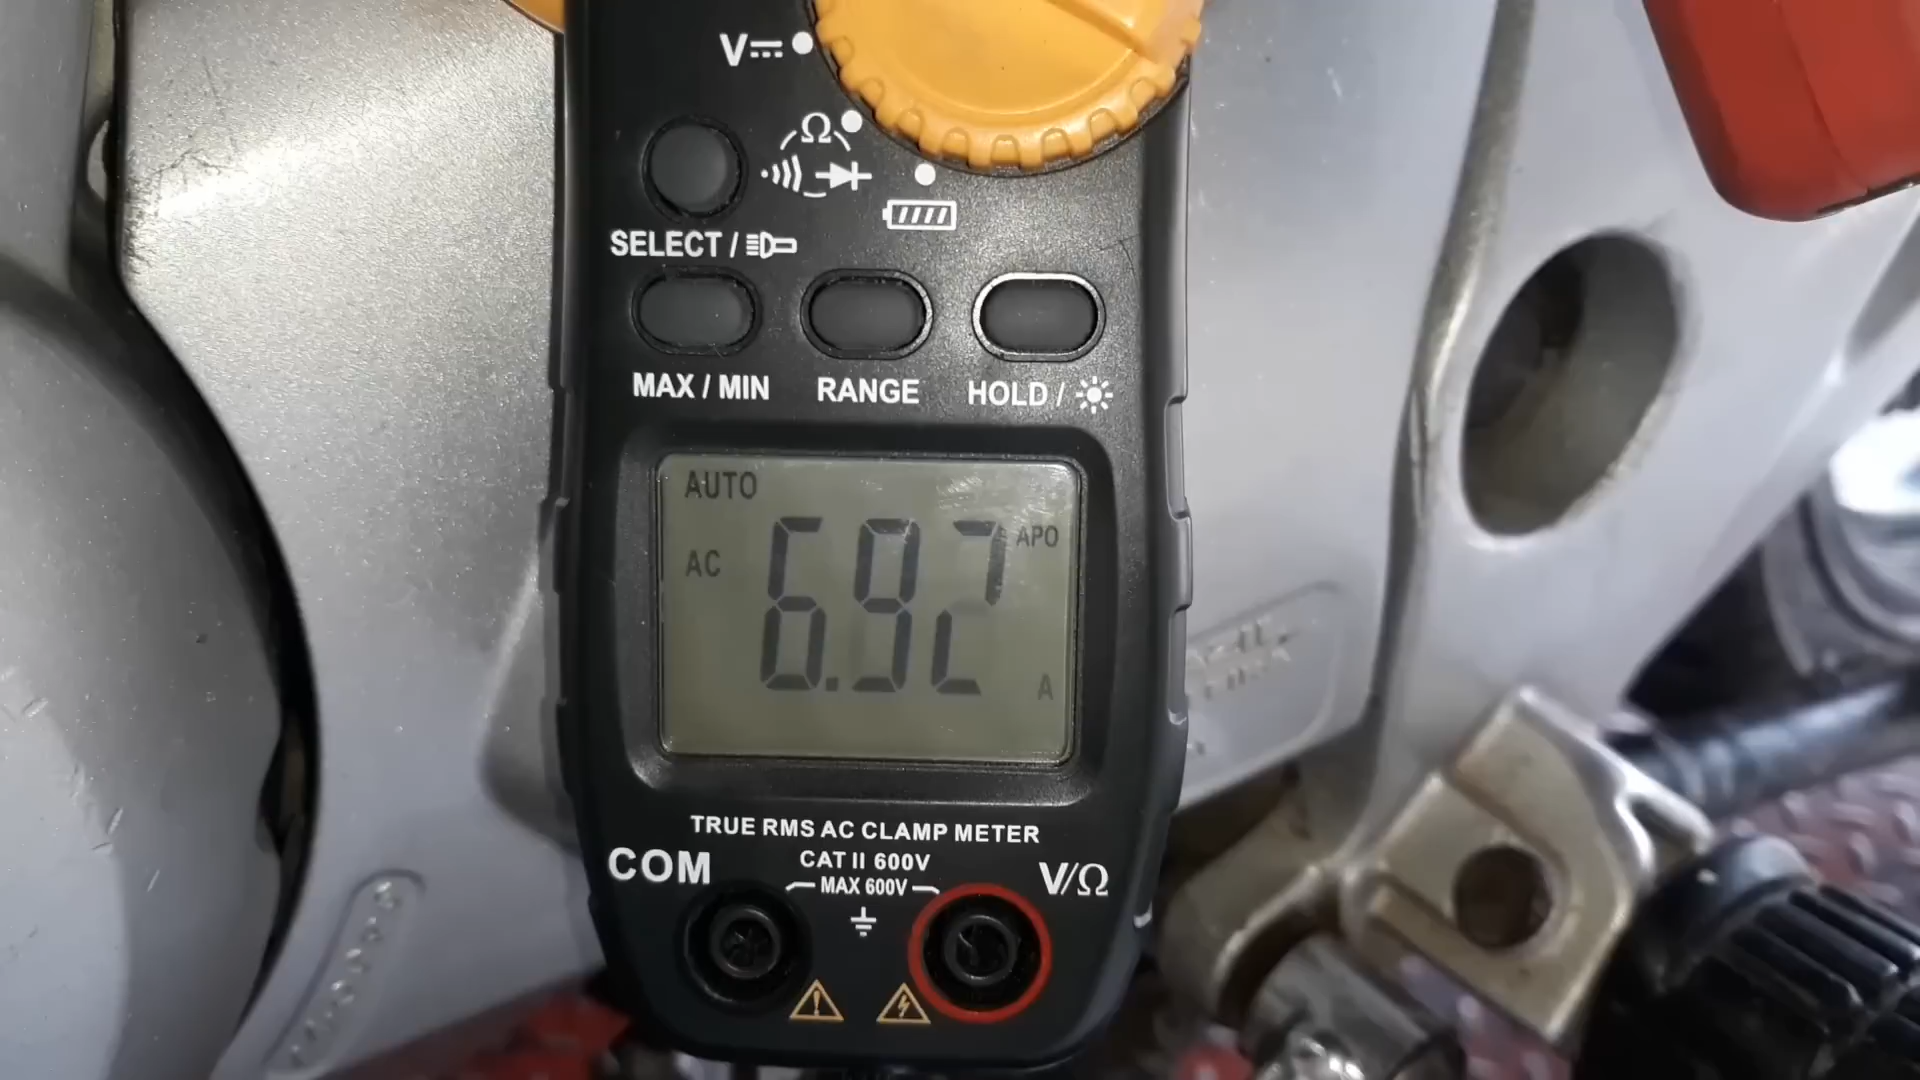 V
Ω
SELECT /
MAX / MIN RANGE HOLD /
AUTO
AC 6.92 APO
A
TRUE RMS AC CLAMP METER
COM CAT II 600V V/Ω
MAX 600V